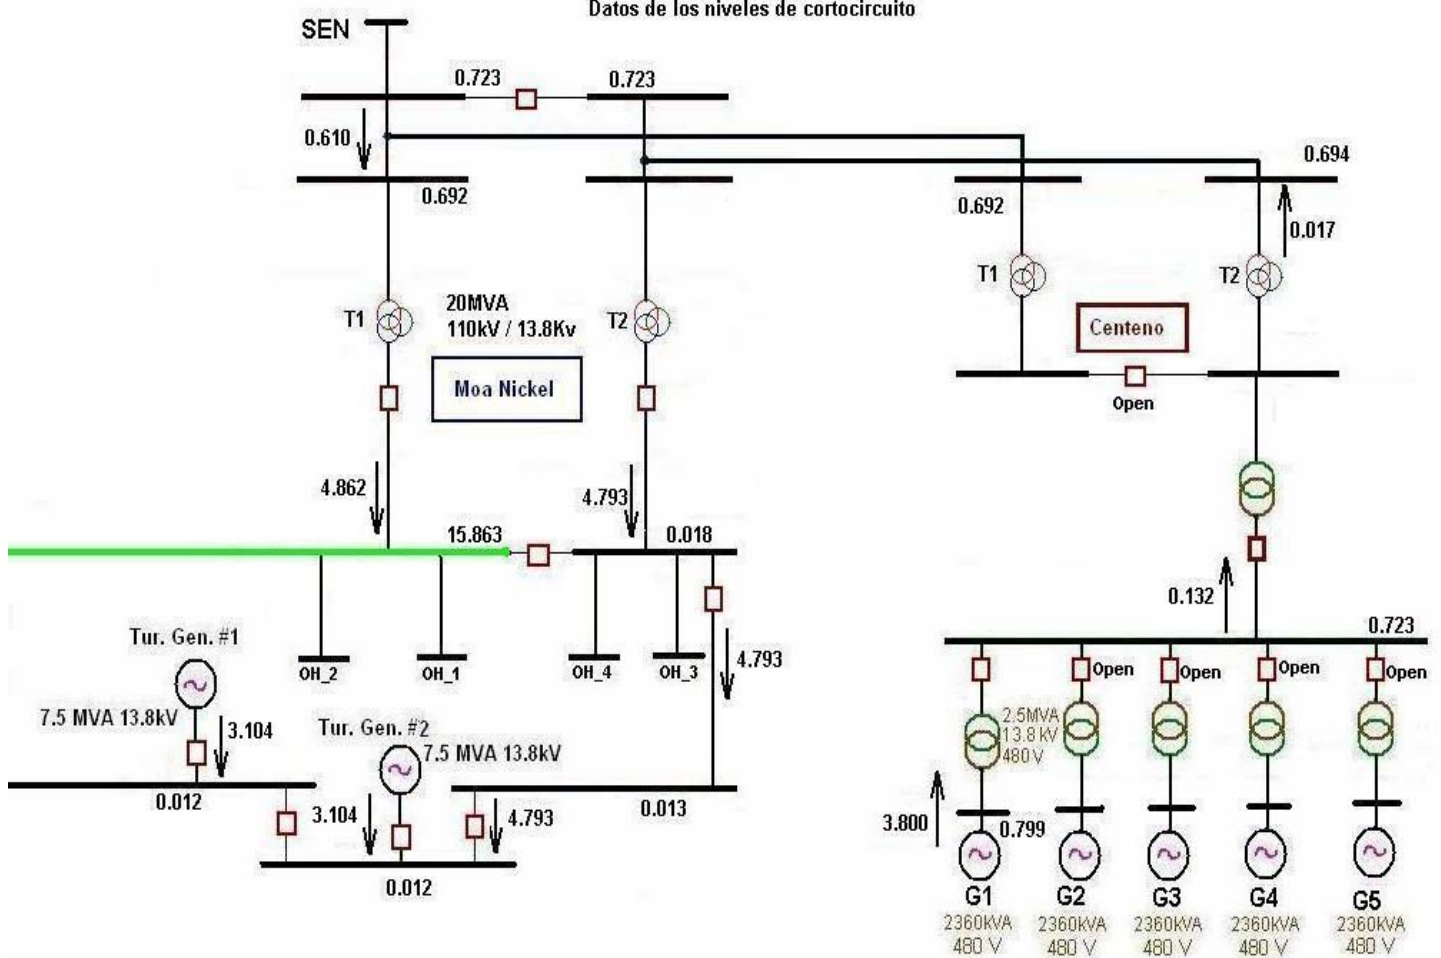 Datos de los niveles de cortocircuito
SEN
0.723
0.723
0.610
0.692
0.694
0.692
0.017
T1
20MVA
110kV / 13.8Kv
T2
T1
T2
Centeno
Moa Nickel
Open
4.862
4.793
15.863
0.018
0.132
0.723
Tur. Gen. #1
OH_2
OH_1
OH_4
OH_3
4.793
Open
Open
Open
Open
7.5 MVA 13.8kV
3.104
Tur. Gen. #2
7.5 MVA 13.8kV
2.5MVA
13.8 kV
480 V
0.012
3.104
4.793
0.013
3.800
0.799
0.012
G1
G2
G3
G4
G5
2360kVA
480 V
2360kVA
480 V
2360kVA
480 V
2360kVA
480 V
2360kVA
480 V